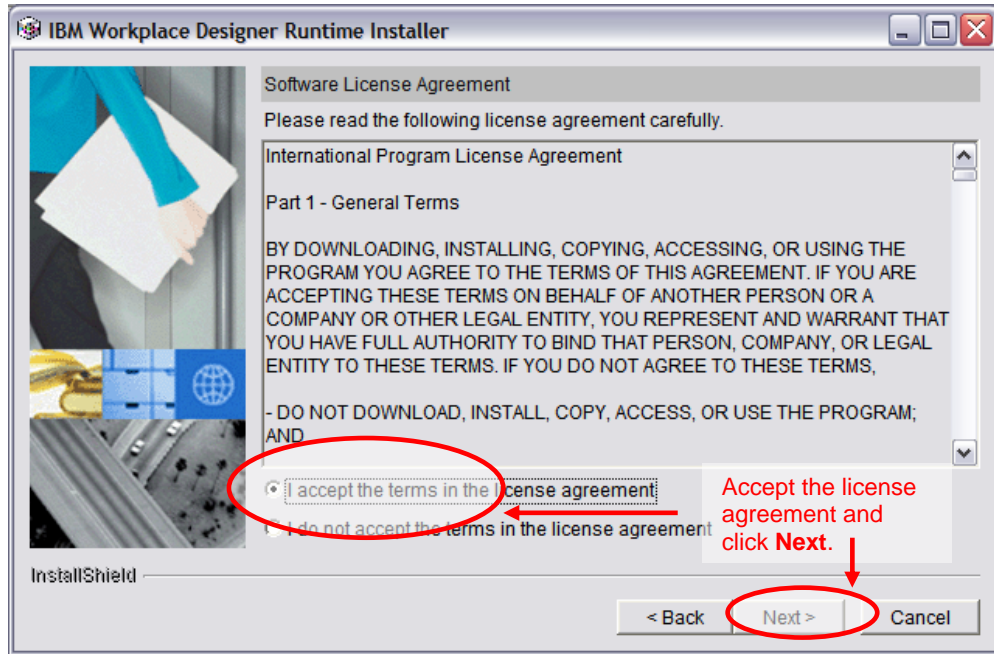 IBM Workplace Designer Runtime Installer
Software License Agreement
Please read the following license agreement carefully.
International Program License Agreement
Part 1 - General Terms
BY DOWNLOADING, INSTALLING, COPYING, ACCESSING, OR USING THE
PROGRAM YOU AGREE TO THE TERMS OF THIS AGREEMENT. IF YOU ARE
ACCEPTING THESE TERMS ON BEHALF OF ANOTHER PERSON OR A
COMPANY OR OTHER LEGAL ENTITY, YOU REPRESENT AND WARRANT THAT
YOU HAVE FULL AUTHORITY TO BIND THAT PERSON, COMPANY, OR LEGAL
ENTITY TO THESE TERMS. IF YOU DO NOT AGREE TO THESE TERMS,
- DO NOT DOWNLOAD, INSTALL, COPY, ACCESS, OR USE THE PROGRAM;
AND
I accept the terms in the license agreement
I do not accept the terms in the license agreement
Accept the license
agreement and
click Next.
InstallShield
< Back
Next >
Cancel